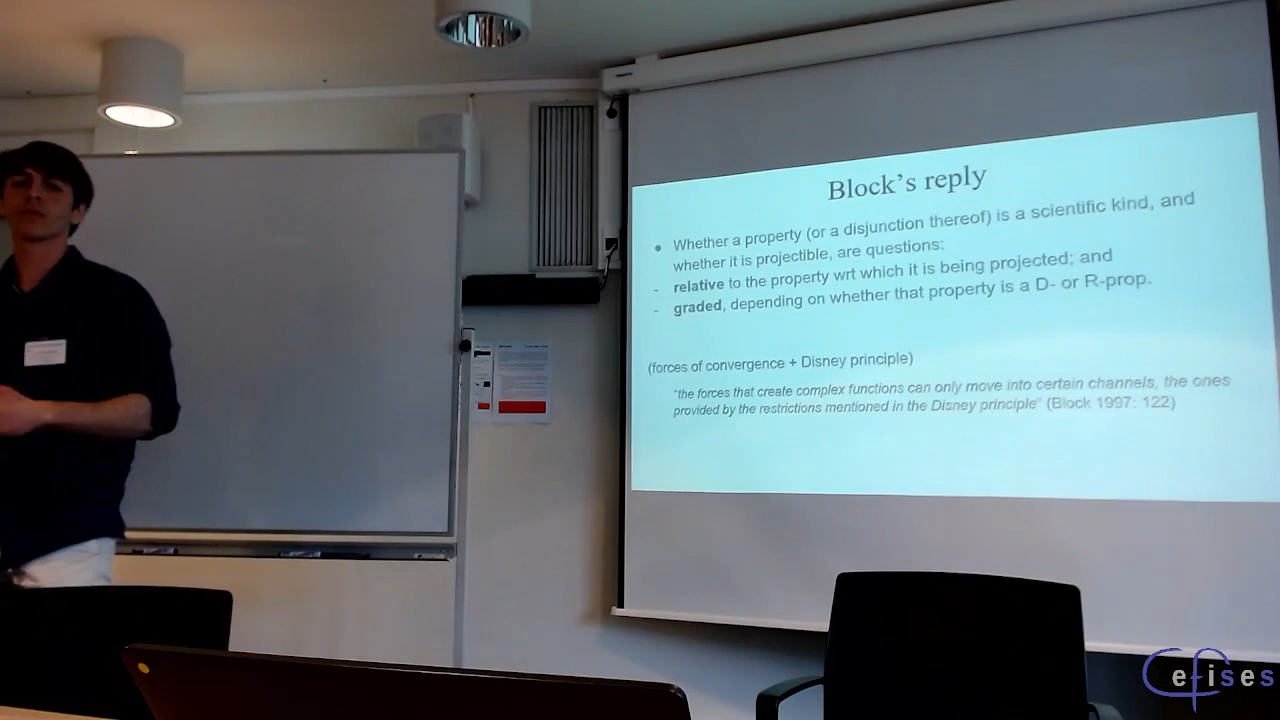 Block's reply
● Whether a property (or a disjunction thereof) is a scientific kind, and
whether it is projectible, are questions:
- relative to the property wrt which it is being projected; and
- graded, depending on whether that property is a D- or R-prop.
(forces of convergence + Disney principle)
"the forces that create complex functions can only move into certain channels, the ones
provided by the restrictions mentioned in the Disney principle" (Block 1997: 122)
Cefises